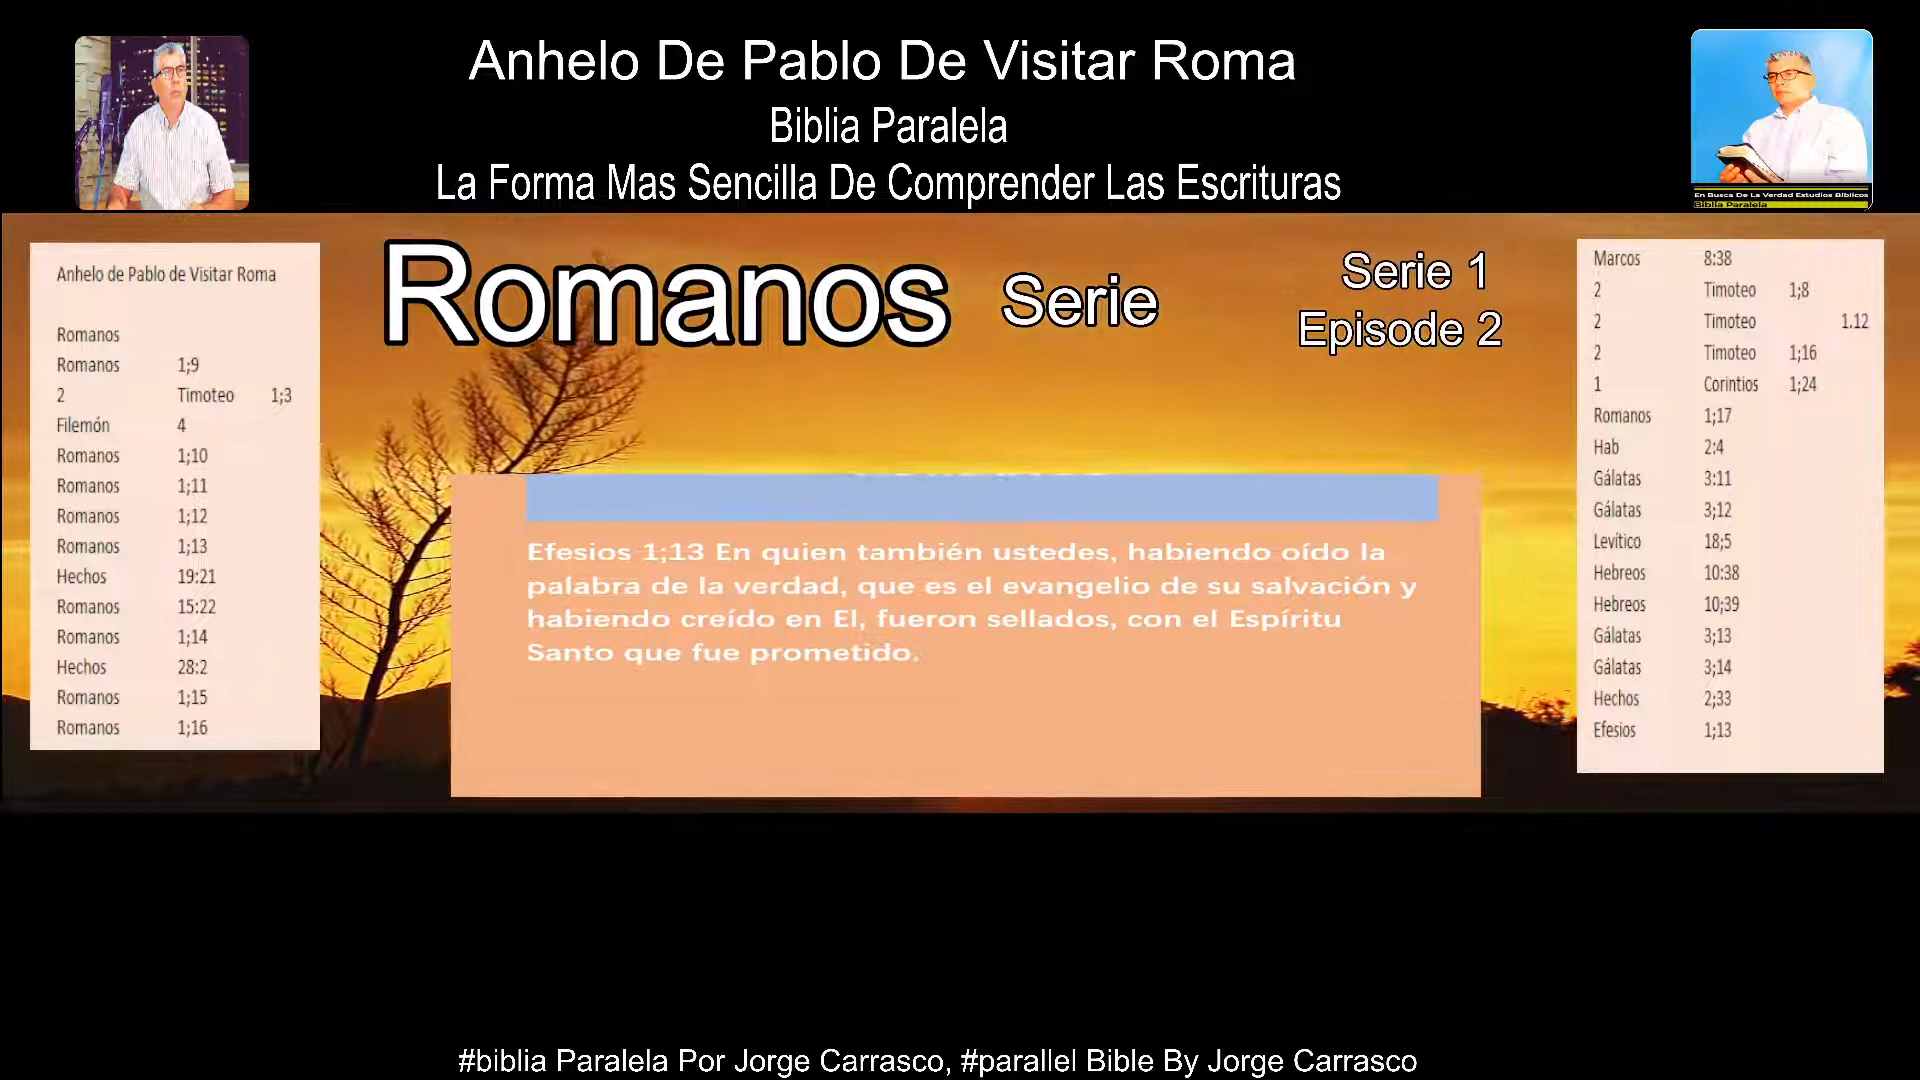 Anhelo De Pablo De Visitar Roma
Biblia Paralela
La Forma Mas Sencilla De Comprender Las Escrituras
En Busca De La Verdad Estudios Biblicos
Biblia Paralela
Anhelo de Pablo de Visitar Roma
Romanos
Romanos 1;9
2 Timoteo 1;3
Filemón 4
Romanos 1;10
Romanos 1;11
Romanos 1;12
Romanos 1;13
Hechos 19:21
Romanos 15:22
Romanos 1;14
Hechos 28:2
Romanos 1;15
Romanos 1;16
Romanos Serie
Serie 1
Episode 2
Efesios 1;13 En quien también ustedes, habiendo oído la
palabra de la verdad, que es el evangelio de su salvación y
habiendo creído en El, fueron sellados, con el Espíritu
Santo que fue prometido.
Marcos 8:38
2 Timoteo 1;8
2 Timoteo 1.12
2 Timoteo 1;16
1 Corintios 1;24
Romanos 1;17
Hab 2:4
Gálatas 3:11
Gálatas 3;12
Levítico 18;5
Hebreos 10:38
Hebreos 10;39
Gálatas 3;13
Gálatas 3;14
Hechos 2;33
Efesios 1;13
#biblia Paralela Por Jorge Carrasco, #parallel Bible By Jorge Carrasco